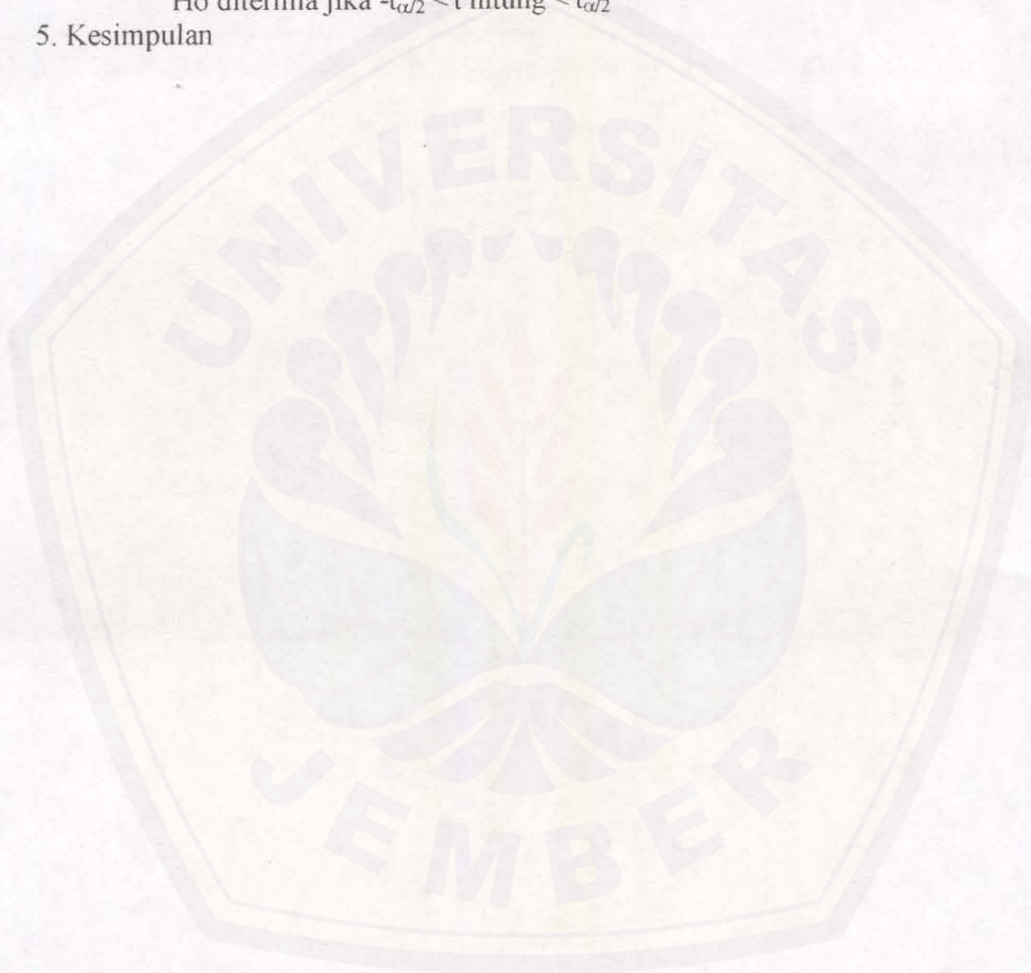 Ho diterima jika -tα/2 < t hitung < tα/2
5. Kesimpulan
UNIVERSITAS
JEMBER